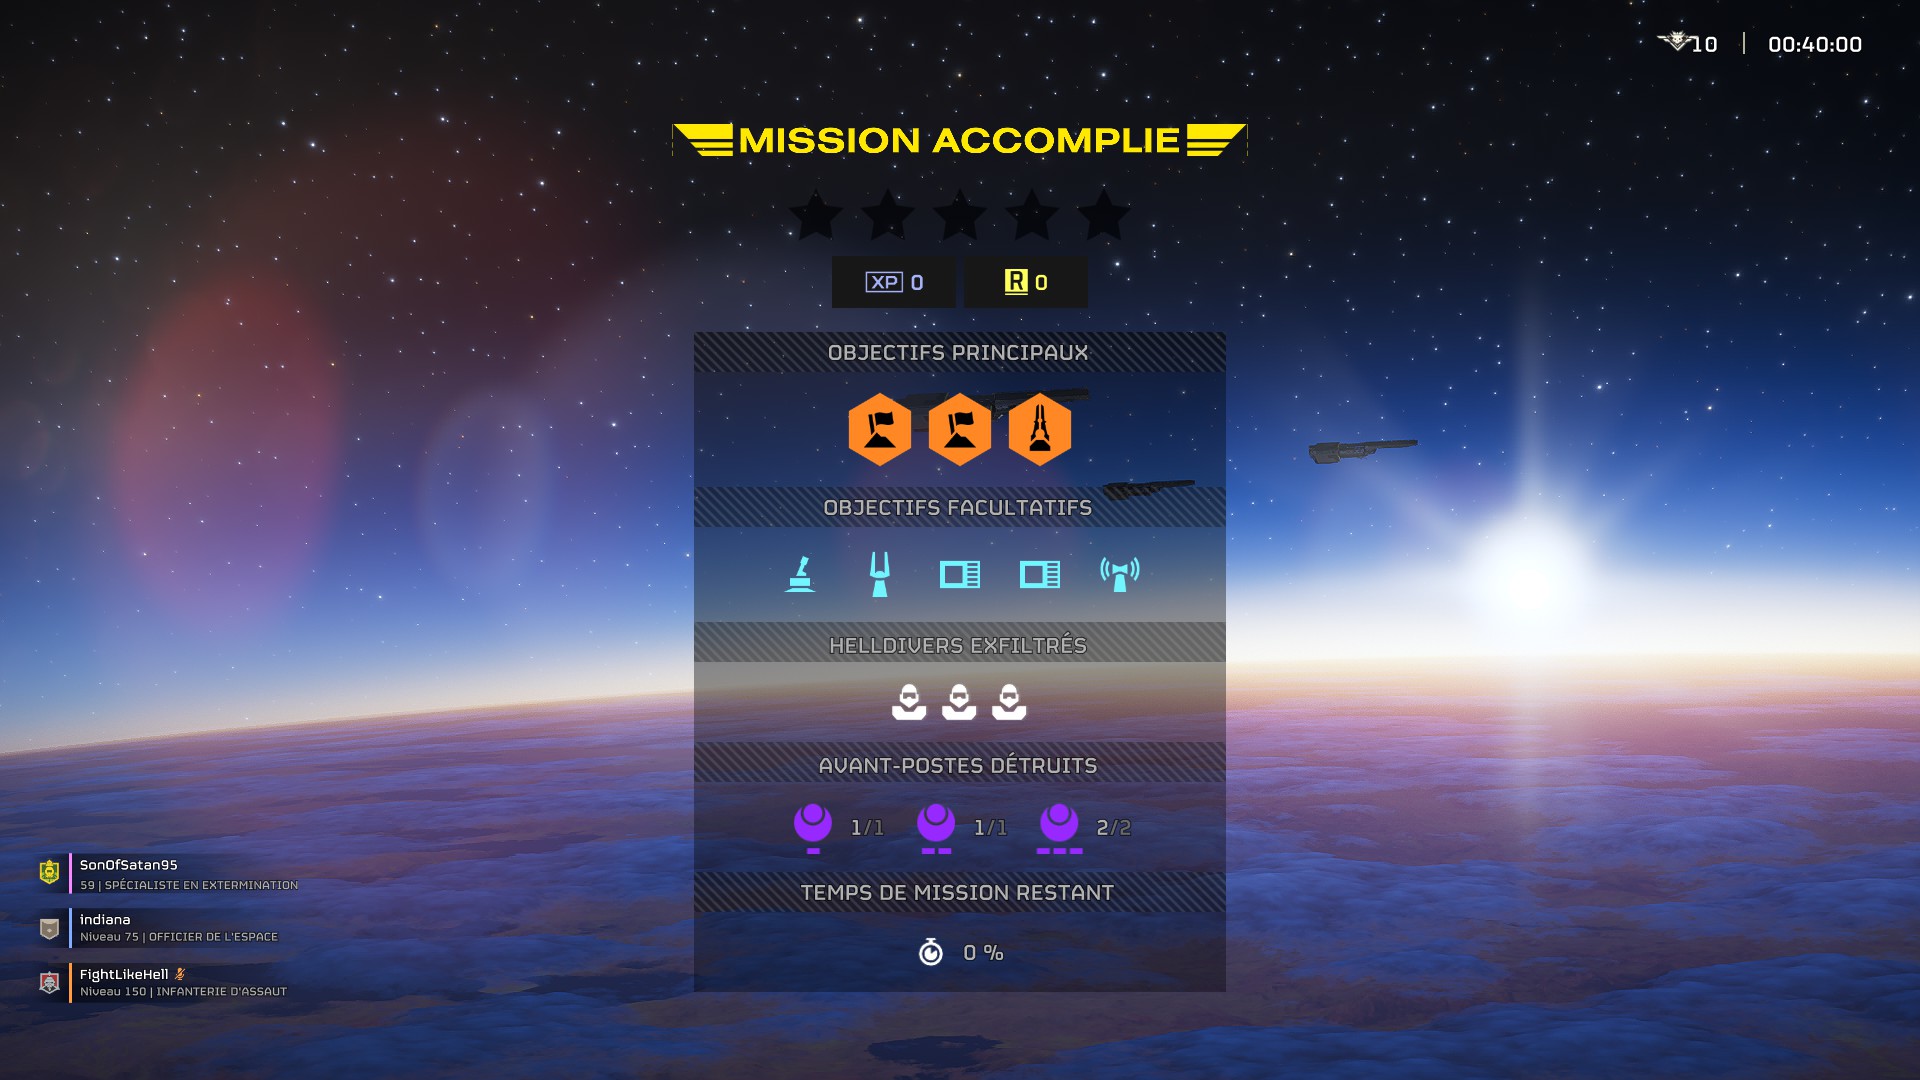 10 | 00:40:00
MISSION ACCOMPLIE
XP 0
R 0
OBJECTIFS PRINCIPAUX
OBJECTIFS FACULTATIFS
HELLDIVERS EXFILTRÉS
AVANT-POSTES DÉTRUITS
1/1 1/1 2/2
TEMPS DE MISSION RESTANT
0 %
SonOfSatan95
59 | SPÉCIALISTE EN EXTERMINATION
indiana
Niveau 75 | OFFICIER DE L'ESPACE
FightLikeHell
Niveau 150 | INFANTERIE D'ASSAUT